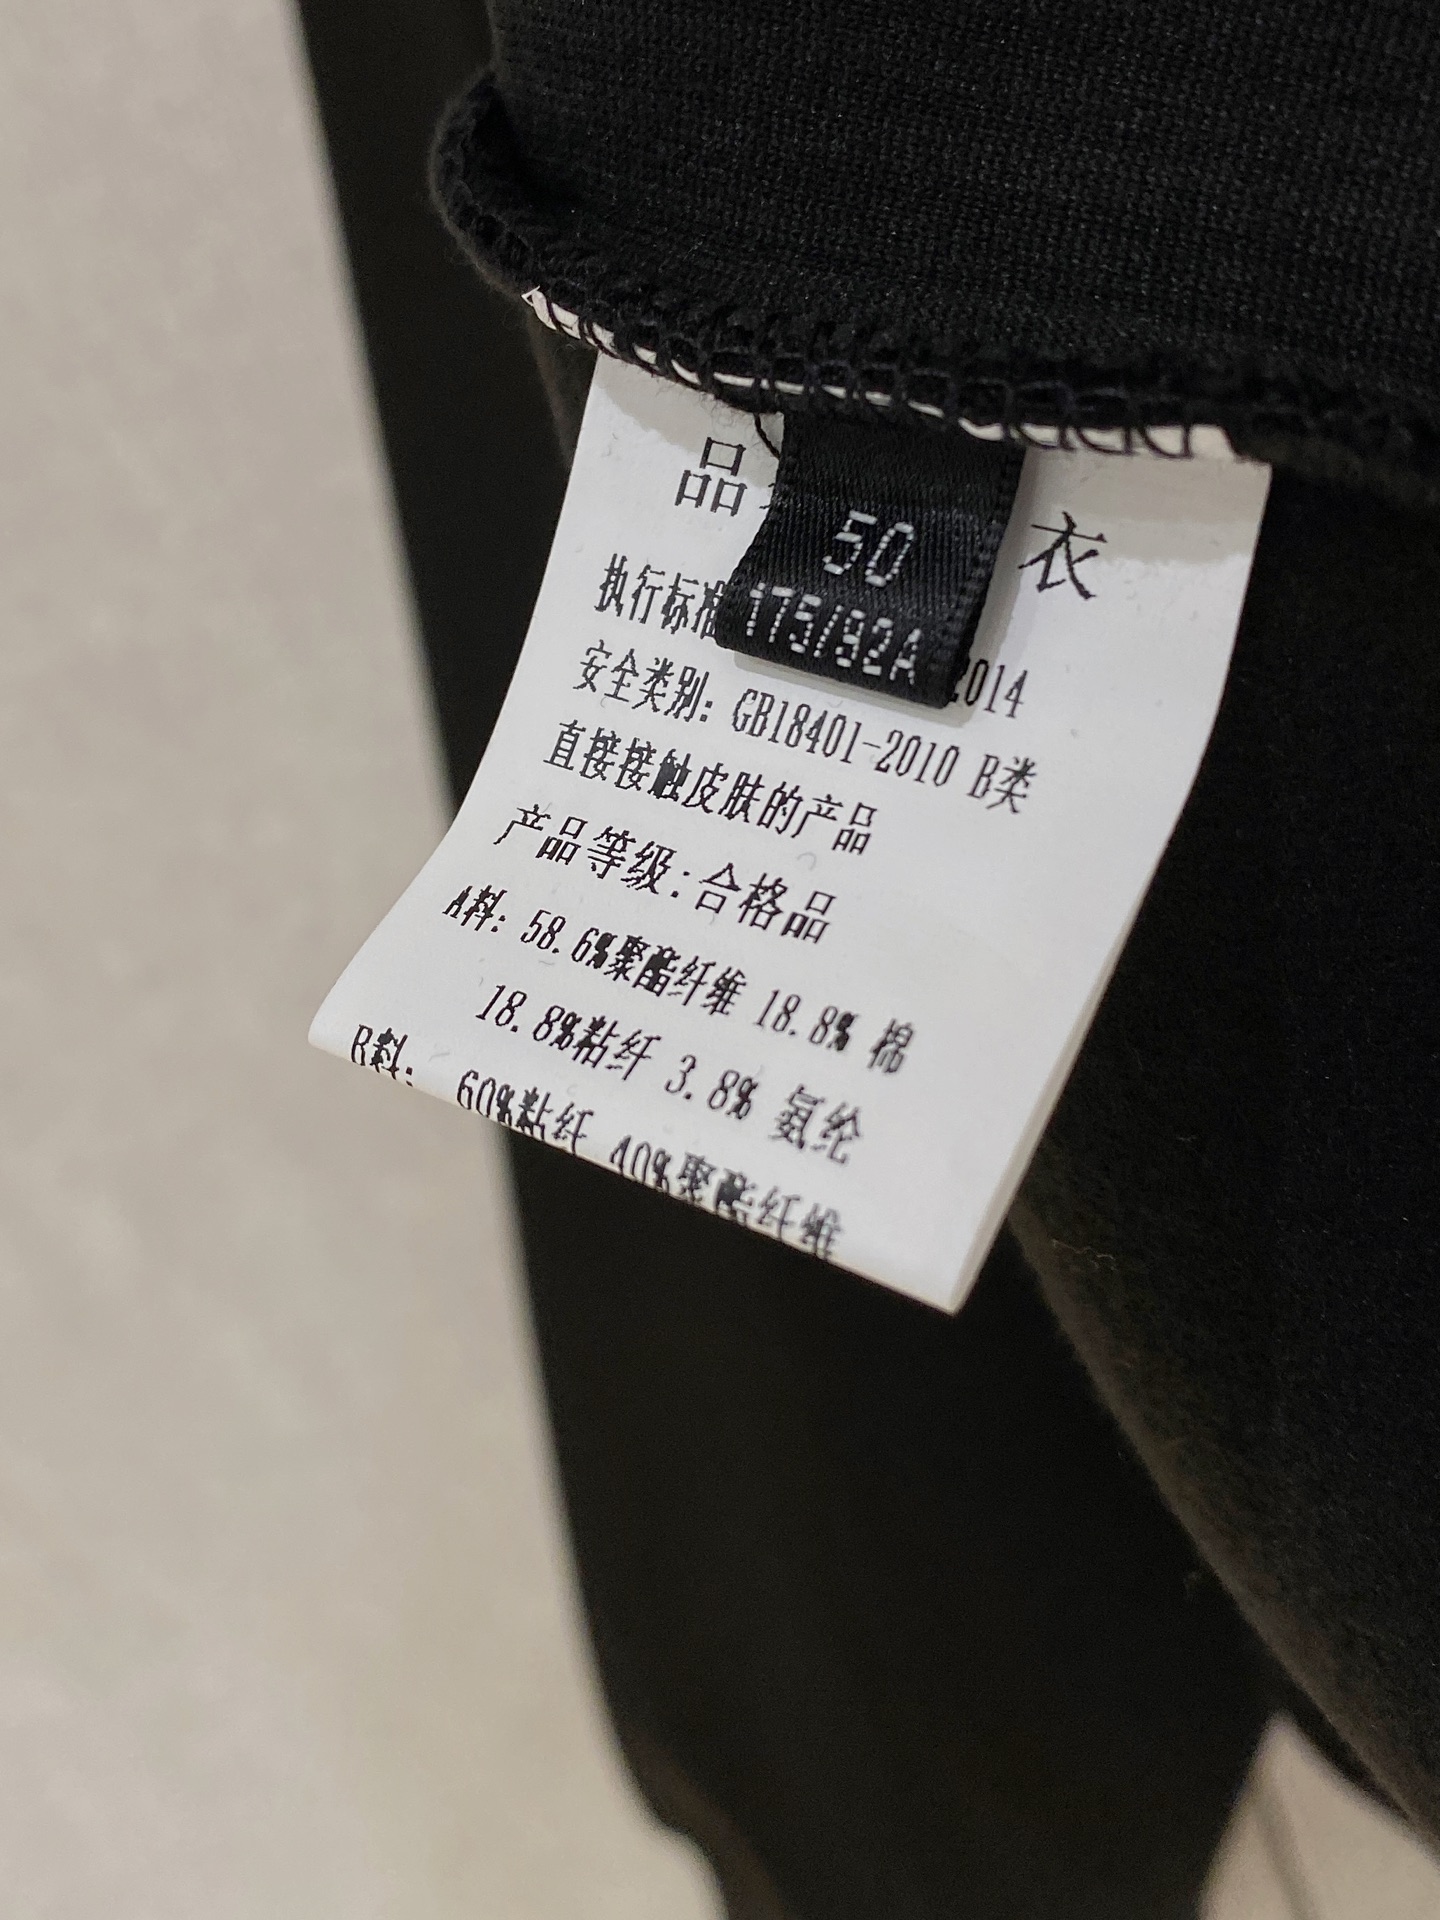 品 衣
50
175/92A
执行标准 2014
安全类别: GB18401-2010 B类
直接接触皮肤的产品
产品等级: 合格品
A料: 58.6%聚酯纤维 18.8% 棉
18.8%粘纤 3.8% 氨纶
B料: 60%粘纤 40%聚酯纤维